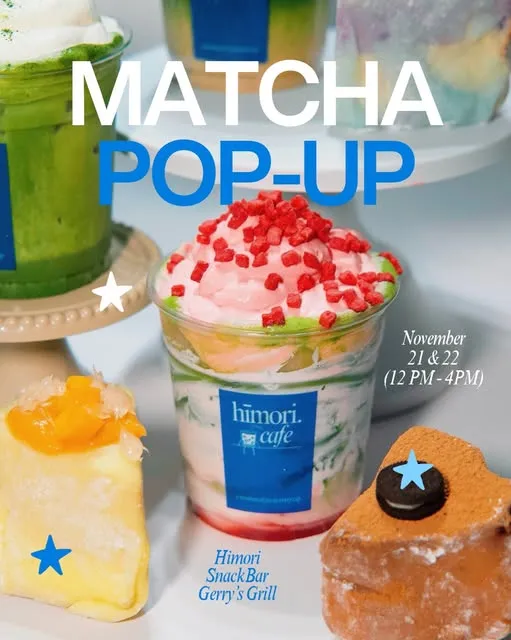 MATCHA
POP-UP
November
21 & 22
(12 PM - 4PM)
hīmori.
cafe
Himori
SnackBar
Gerry's Grill